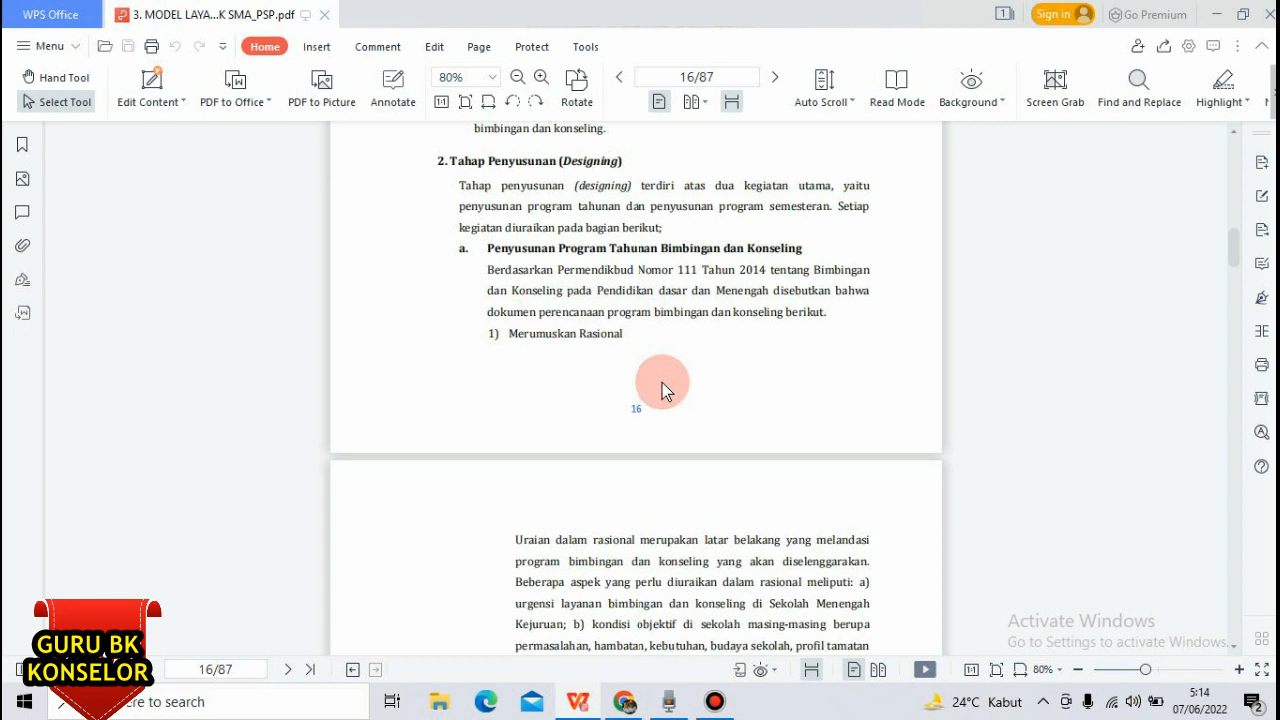 WPS Office
3. MODEL LAYA...K SMA_PSP.pdf
1
Sign in
Go Premium
Menu
Home
Insert
Comment
Edit
Page
Protect
Tools
Hand Tool
Select Tool
Edit Content
PDF to Office
PDF to Picture
Annotate
80%
Rotate
16/87
Auto Scroll
Read Mode
Background
Screen Grab
Find and Replace
Highlight
bimbingan dan konseling.
2. Tahap Penyusunan (Designing)
Tahap penyusunan (designing) terdiri atas dua kegiatan utama, yaitu
penyusunan program tahunan dan penyusunan program semesteran. Setiap
kegiatan diuraikan pada bagian berikut;
a. Penyusunan Program Tahunan Bimbingan dan Konseling
Berdasarkan Permendikbud Nomor 111 Tahun 2014 tentang Bimbingan
dan Konseling pada Pendidikan dasar dan Menengah disebutkan bahwa
dokumen perencanaan program bimbingan dan konseling berikut.
1) Merumuskan Rasional
16
Uraian dalam rasional merupakan latar belakang yang melandasi
program bimbingan dan konseling yang akan diselenggarakan.
Beberapa aspek yang perlu diuraikan dalam rasional meliputi: a)
urgensi layanan bimbingan dan konseling di Sekolah Menengah
Kejuruan; b) kondisi objektif di sekolah masing-masing berupa
permasalahan, hambatan, kebutuhan, budaya sekolah, profil tamatan
Activate Windows
Go to Settings to activate Windows.
GURU BK
KONSELOR
16/87
80%
here to search
24°C Kabut
5:14
07/06/2022
2